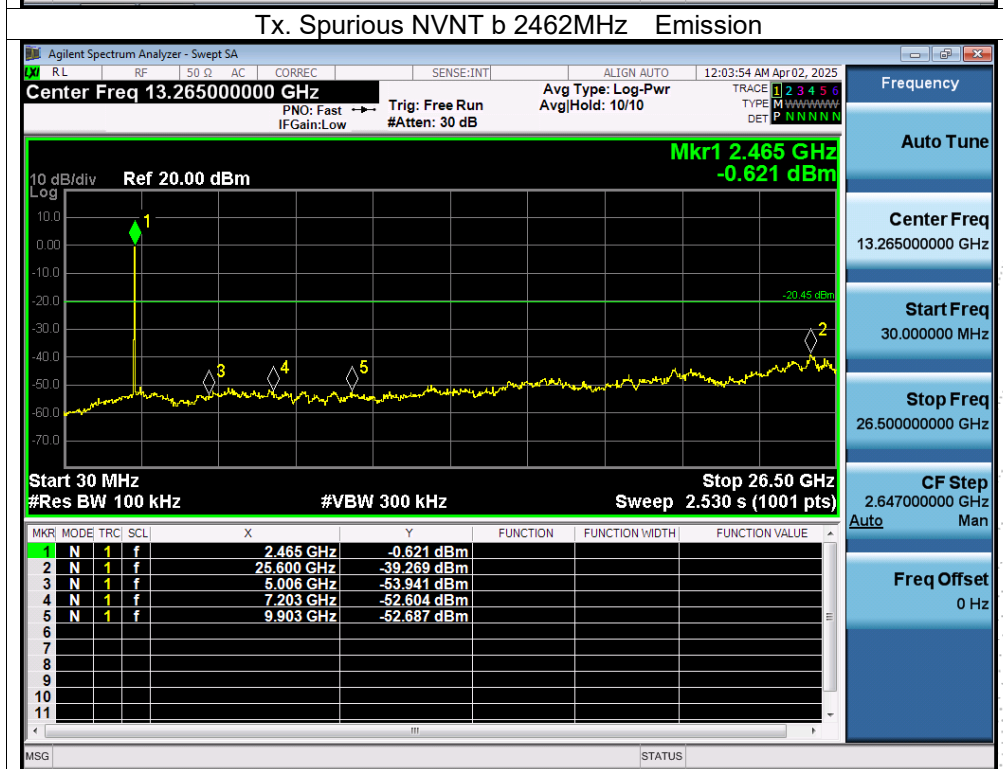 Tx. Spurious NVNT b 2462MHz Emission
Agilent Spectrum Analyzer - Swept SA
LXI RL RF 50 Ω AC CORREC SENSE:INT ALIGN AUTO 12:03:54 AM Apr 02, 2025
Center Freq 13.265000000 GHz
PNO: Fast
IFGain:Low
Trig: Free Run
#Atten: 30 dB
Avg Type: Log-Pwr
Avg|Hold: 10/10
TRACE 1 2 3 4 5 6
TYPE M WWWWW
DET P N N N N N
Mkr1 2.465 GHz
-0.621 dBm
10 dB/div Ref 20.00 dBm
Log
10.0
0.00
-10.0
-20.0
-30.0
-40.0
-50.0
-60.0
-70.0
1
-20.45 dBm
2
3
4
5
Start 30 MHz Stop 26.50 GHz
#Res BW 100 kHz #VBW 300 kHz Sweep 2.530 s (1001 pts)
MKR MODE TRC SCL X Y FUNCTION FUNCTION WIDTH FUNCTION VALUE
1 N 1 f 2.465 GHz -0.621 dBm
2 N 1 f 25.600 GHz -39.269 dBm
3 N 1 f 5.006 GHz -53.941 dBm
4 N 1 f 7.203 GHz -52.604 dBm
5 N 1 f 9.903 GHz -52.687 dBm
6
7
8
9
10
11
MSG STATUS
Frequency
Auto Tune
Center Freq
13.265000000 GHz
Start Freq
30.000000 MHz
Stop Freq
26.500000000 GHz
CF Step
2.647000000 GHz
Auto Man
Freq Offset
0 Hz